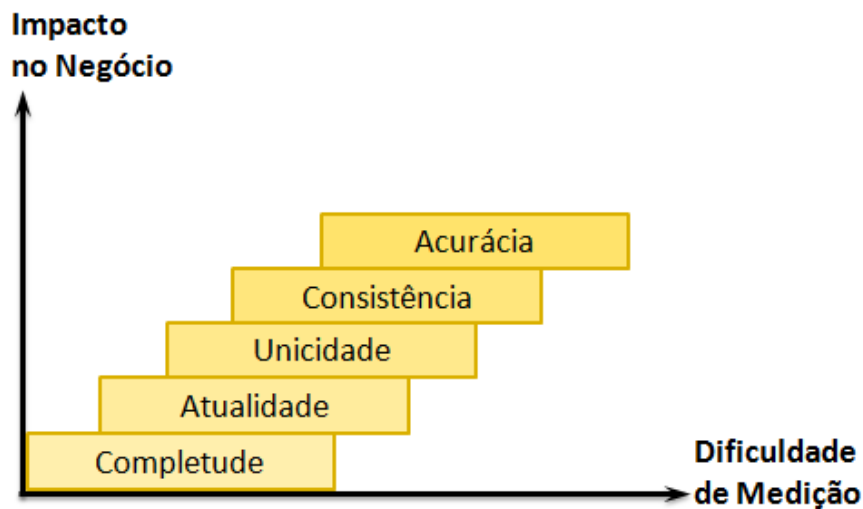 Impacto
no Negócio
Acurácia
Consistência
Unicidade
Atualidade
Completude
Dificuldade
de Medição